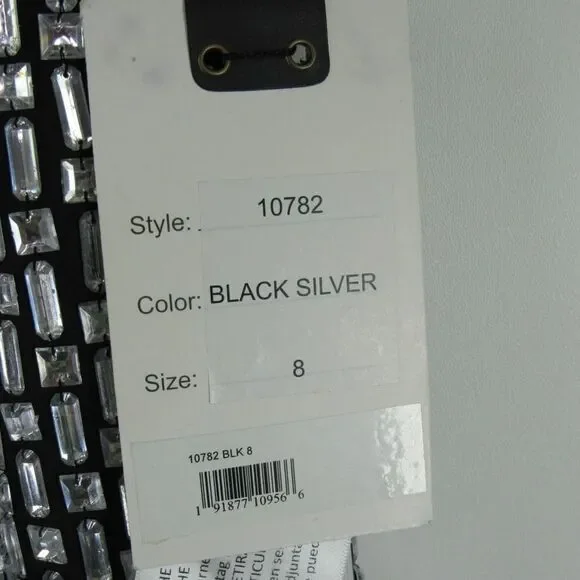 Style: 10782
Color: BLACK SILVER
Size: 8
10782 BLK 8
1 91877 10956 6